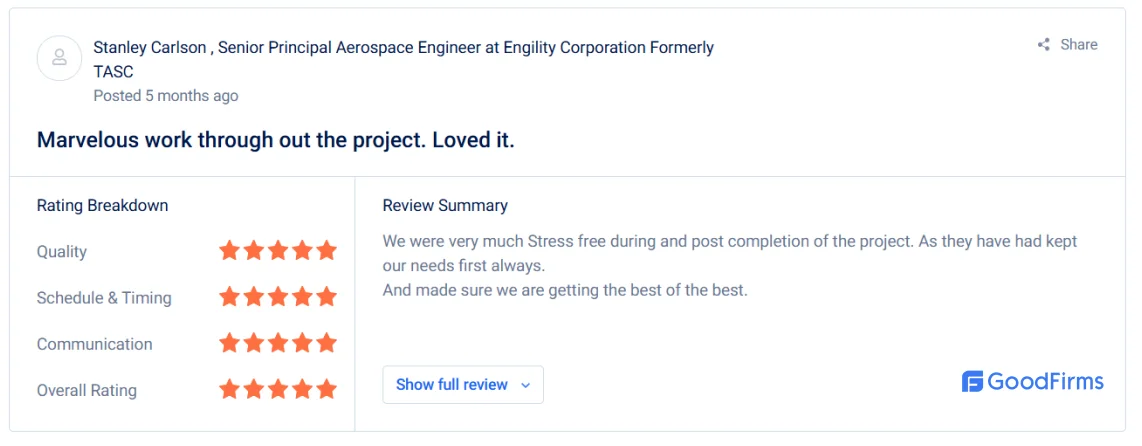 Stanley Carlson , Senior Principal Aerospace Engineer at Engility Corporation Formerly
TASC
Posted 5 months ago
Share
Marvelous work through out the project. Loved it.
Rating Breakdown
Quality
Schedule & Timing
Communication
Overall Rating
Review Summary
We were very much Stress free during and post completion of the project. As they have had kept
our needs first always.
And made sure we are getting the best of the best.
Show full review
GoodFirms